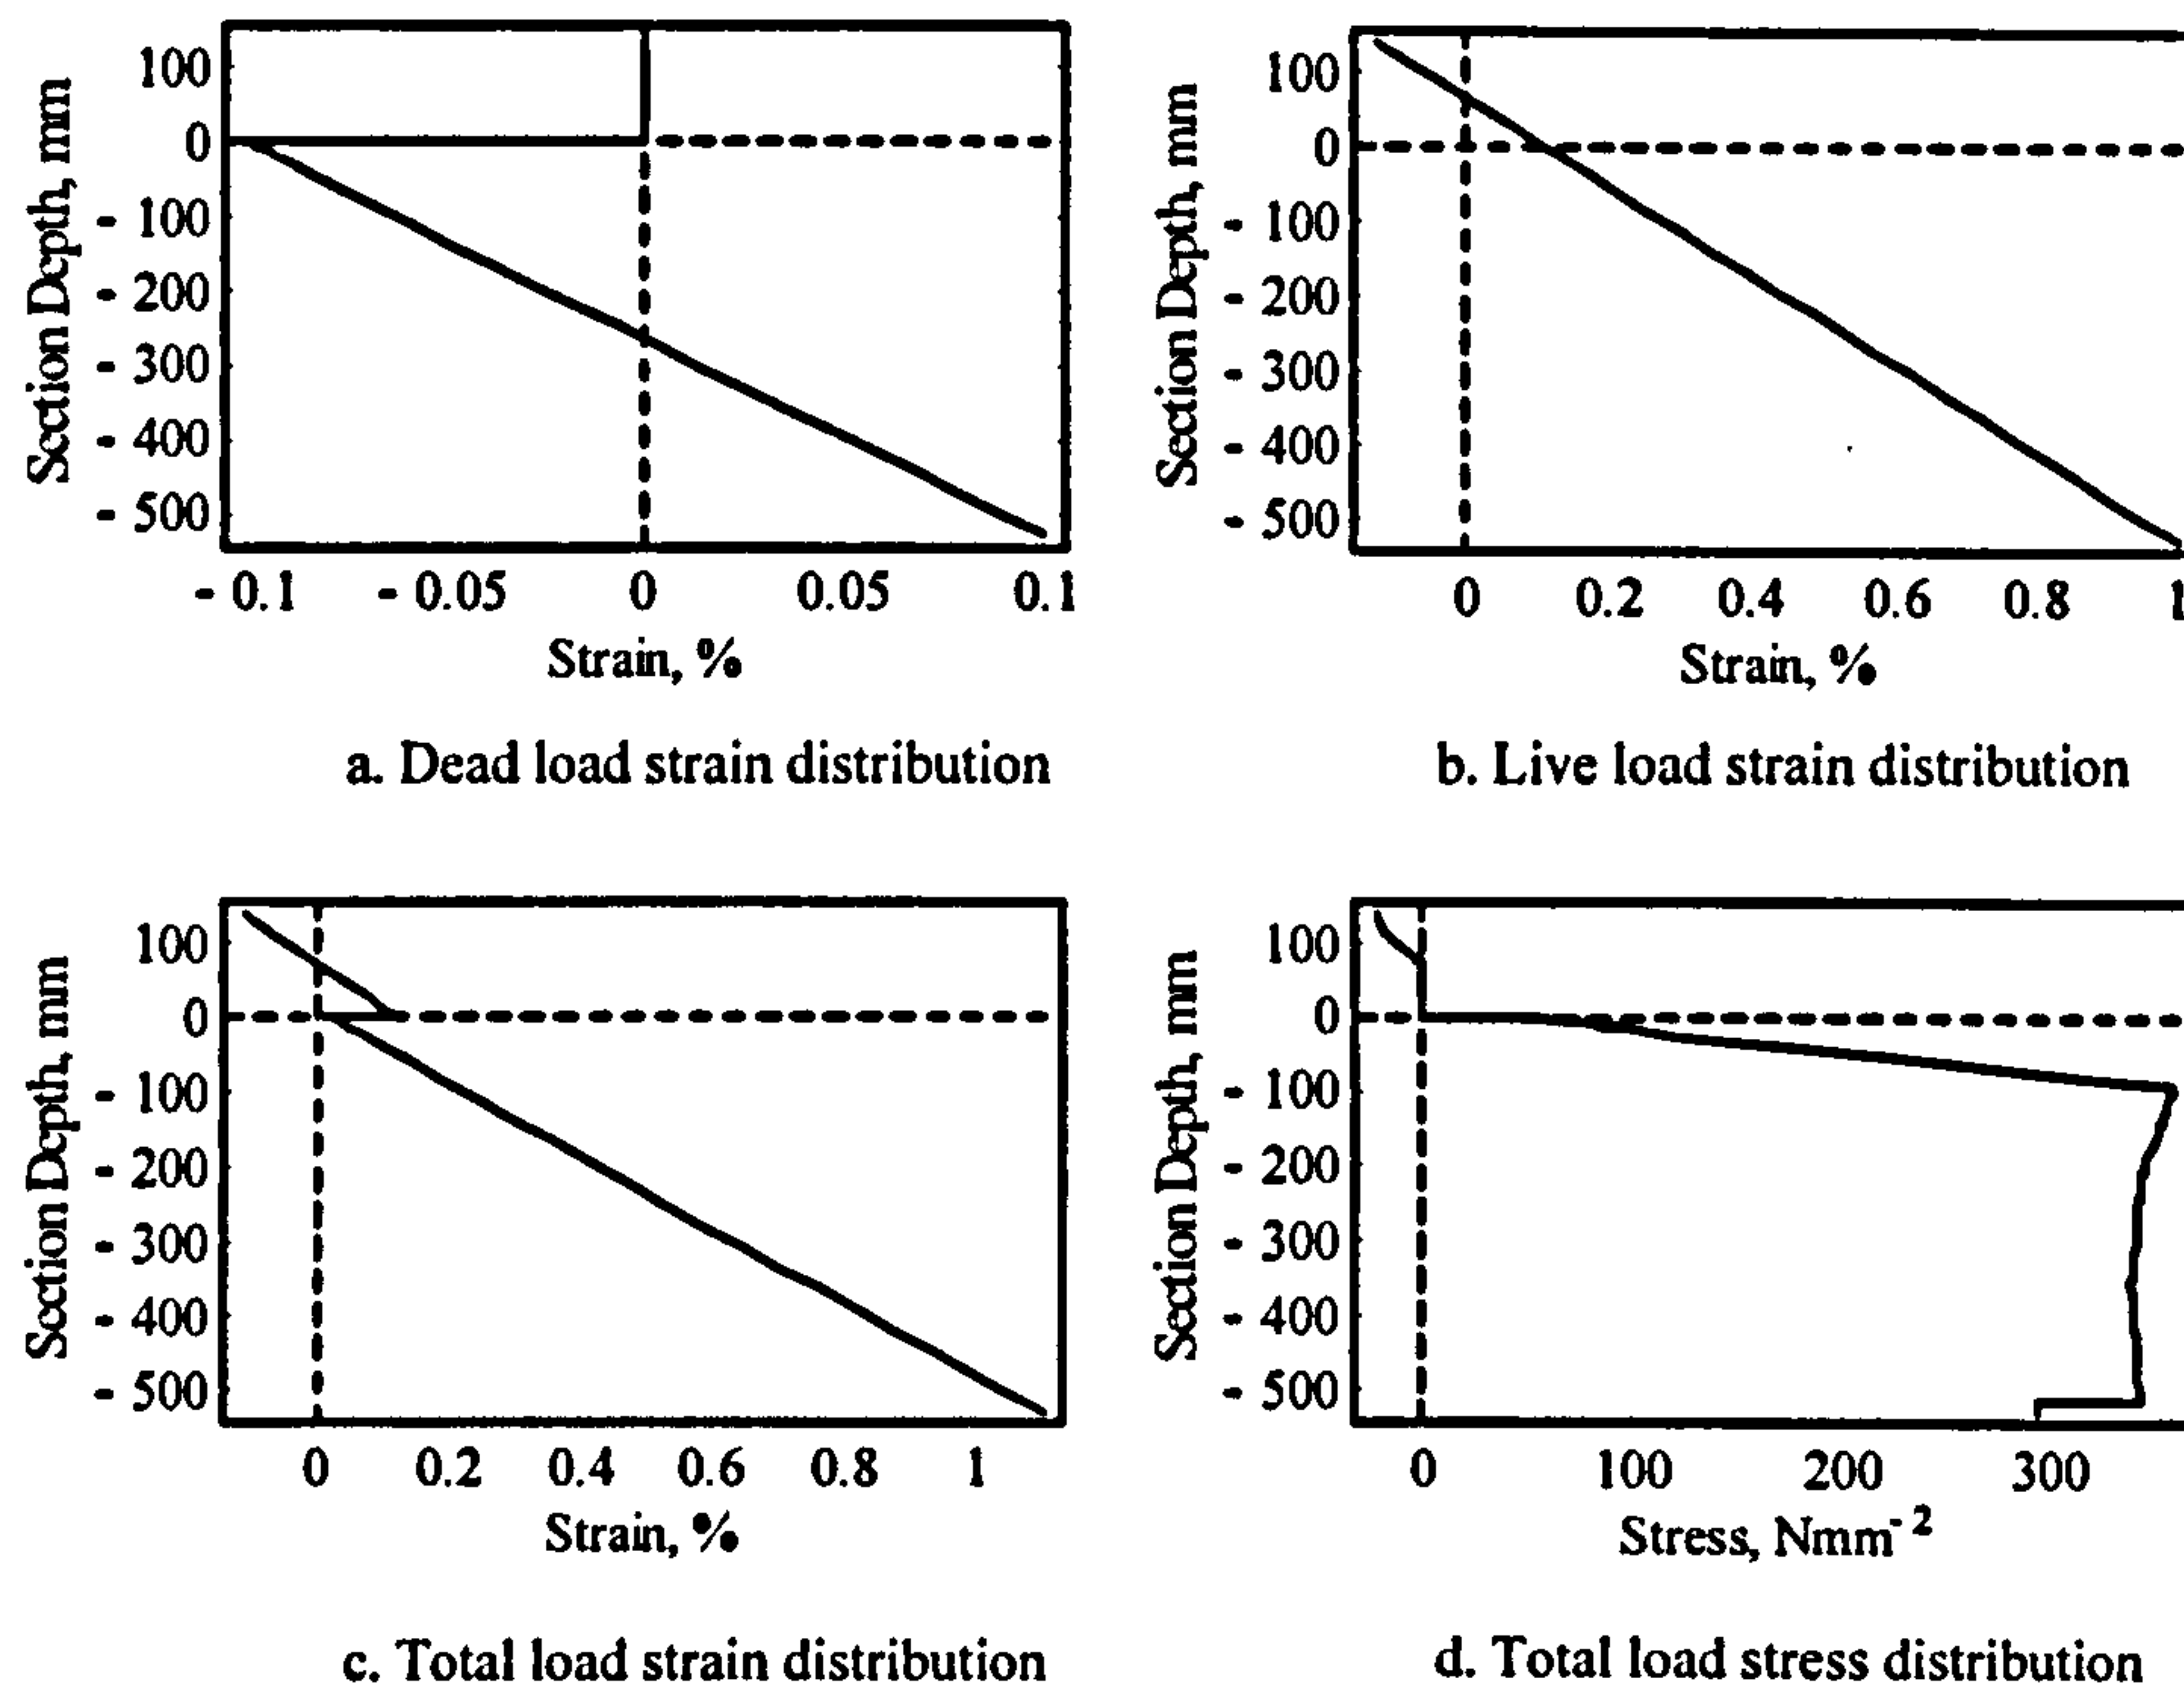 100
0
- 100
- 200
- 300
- 400
- 500
Section Depth, mm
- 0.1 - 0.05 0 0.05 0.1
Strain, %
a. Dead load strain distribution
100
0
- 100
- 200
- 300
- 400
- 500
Section Depth, mm
0 0.2 0.4 0.6 0.8 1
Strain, %
b. Live load strain distribution
100
0
- 100
- 200
- 300
- 400
- 500
Section Depth, mm
0 0.2 0.4 0.6 0.8 1
Strain, %
c. Total load strain distribution
100
0
- 100
- 200
- 300
- 400
- 500
Section Depth, mm
0 100 200 300
Stress, Nmm⁻²
d. Total load stress distribution